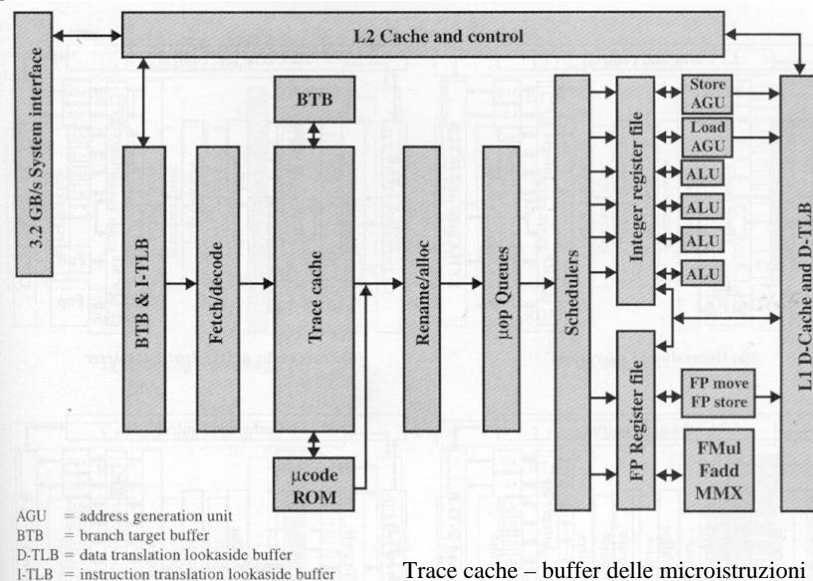 L2 Cache and control
3.2 GB/s System interface
BTB
BTB & I-TLB
Fetch/decode
Trace cache
µcode
ROM
Rename/alloc
µop Queues
Schedulers
Integer register file
FP Register file
Store
AGU
Load
AGU
ALU
ALU
ALU
ALU
FP move
FP store
FMul
Fadd
MMX
L1 D-Cache and D-TLB
AGU = address generation unit
BTB = branch target buffer
D-TLB = data translation lookaside buffer
I-TLB = instruction translation lookaside buffer
Trace cache – buffer delle microistruzioni